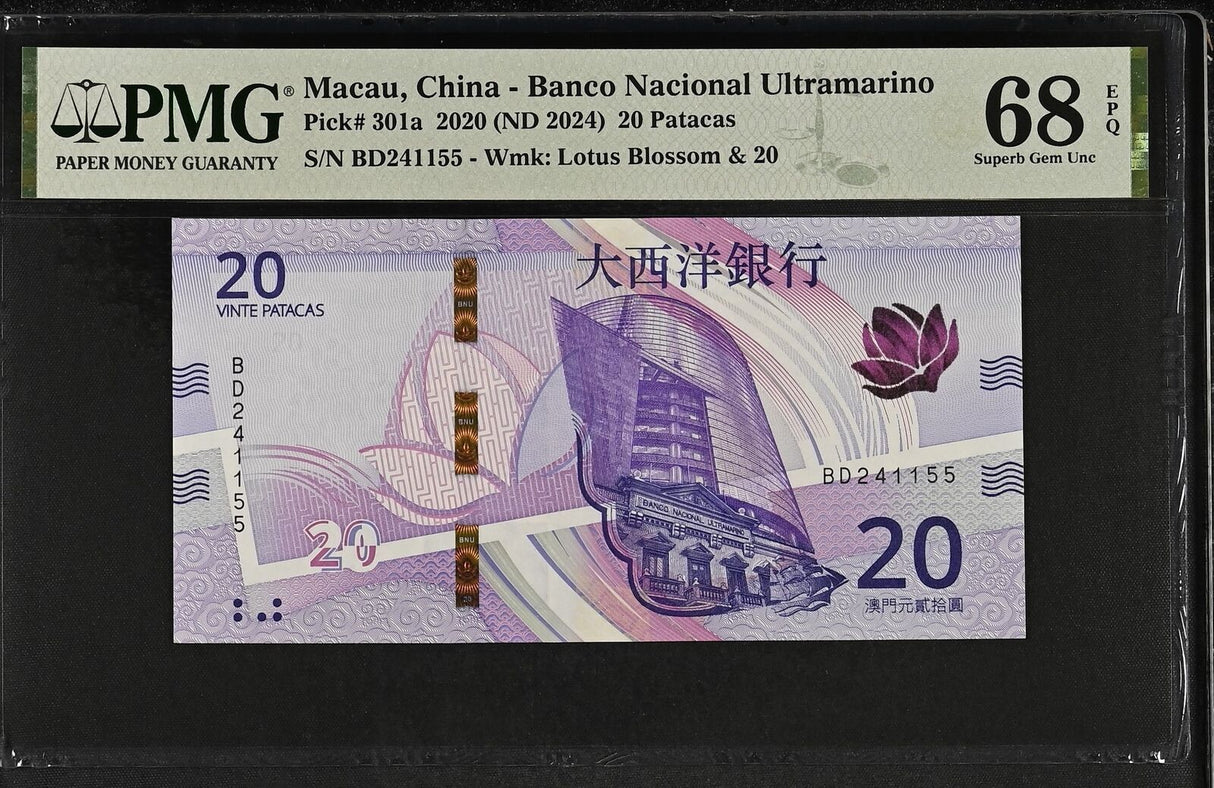 PMG®
PAPER MONEY GUARANTY
Macau, China - Banco Nacional Ultramarino
Pick# 301a 2020 (ND 2024) 20 Patacas
S/N BD241155 - Wmk: Lotus Blossom & 20
68
EPQ
Superb Gem Unc
20
VINTE PATACAS
大西洋銀行
BNU
BNU
BNU
20
BD241155
BANCO NACIONAL ULTRAMARINO
BD241155
20
20
澳門元貳拾圓